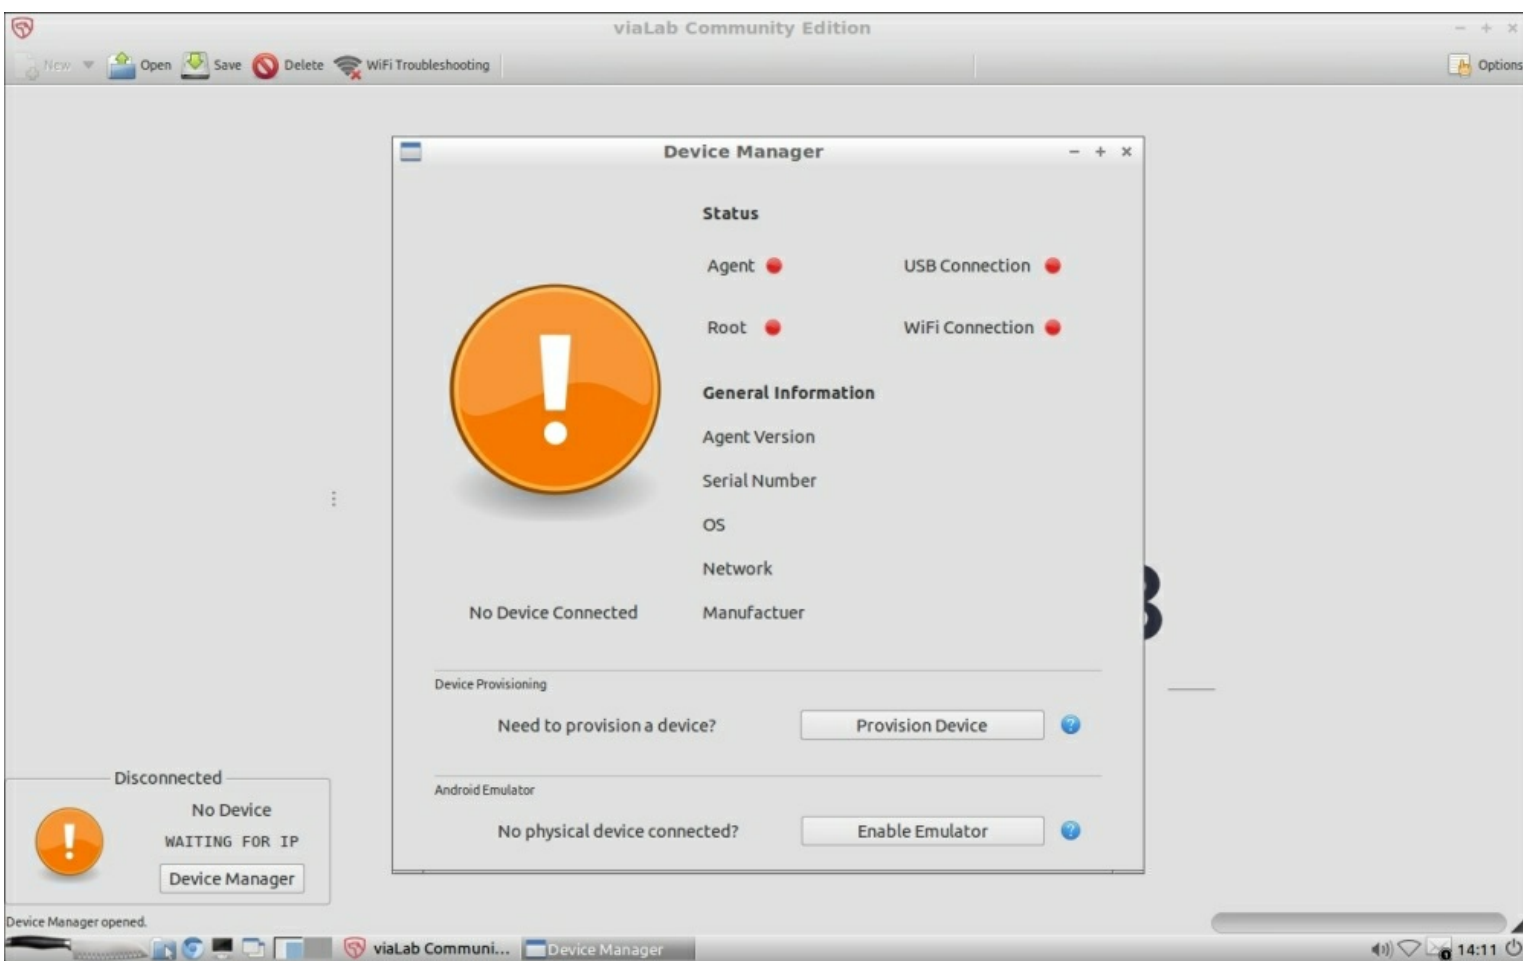 viaLab Community Edition
New Open Save Delete WiFi Troubleshooting Options
Device Manager
Status
Agent USB Connection
Root WiFi Connection
General Information
Agent Version
Serial Number
OS
Network
No Device Connected Manufactuer
Device Provisioning
Need to provision a device? Provision Device
Android Emulator
No physical device connected? Enable Emulator
Disconnected
No Device
WAITING FOR IP
Device Manager
Device Manager opened.
viaLab Communi... Device Manager 14:11